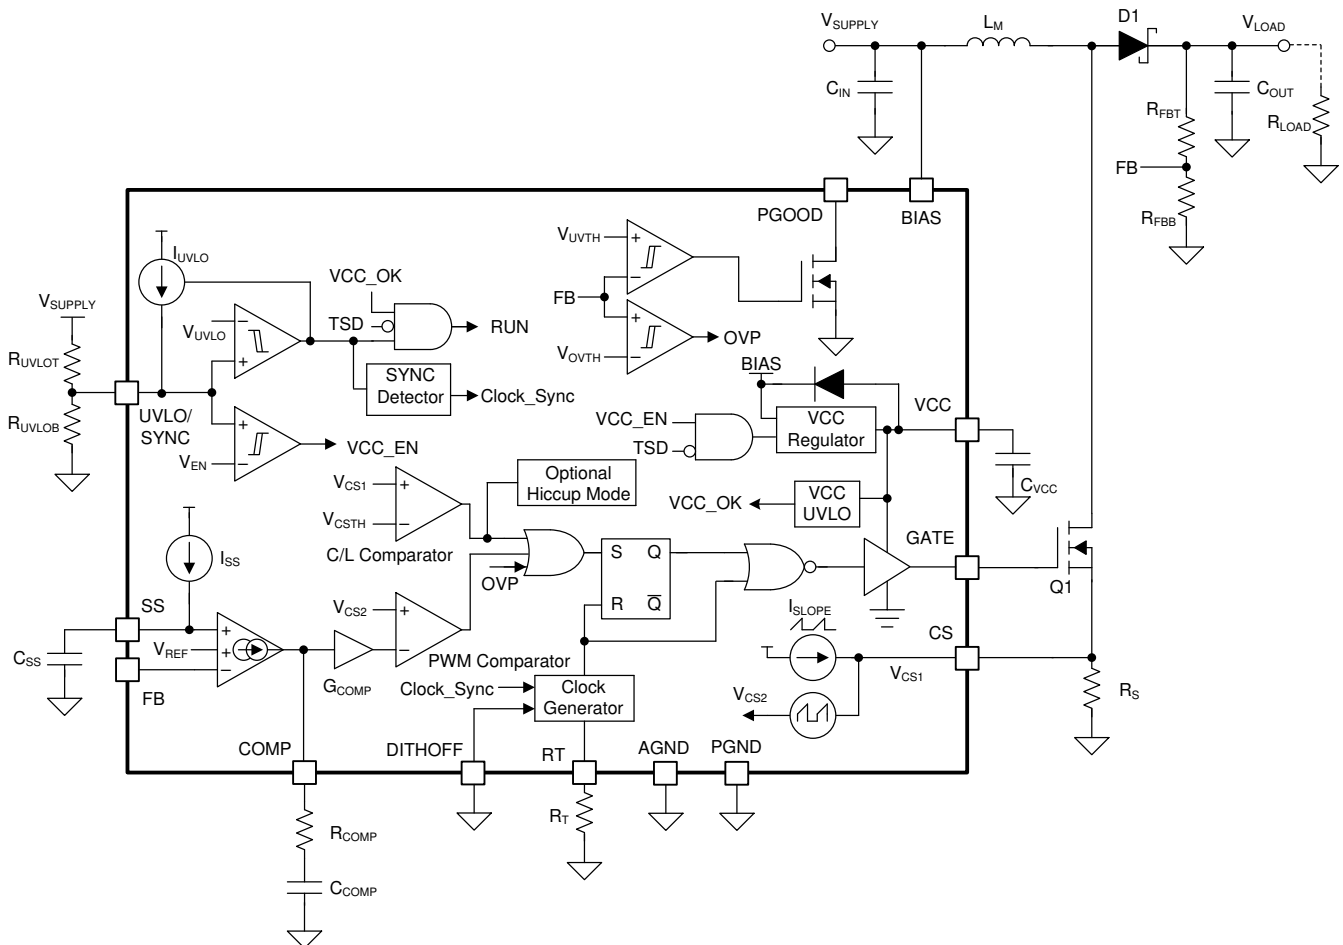 VSUPPLY
LM
D1
VLOAD
CIN
COUT
RFBT
RLOAD
FB
RFBB
PGOOD
BIAS
IUVLO
VUVTH
VCC_OK
FB
VSUPPLY
VUVLO
TSD
RUN
OVP
VOVTH
RUVLOT
SYNC
Detector
Clock_Sync
BIAS
UVLO/
SYNC
RUVLOB
VCC_EN
VCC
Regulator
VCC
VEN
VCC_EN
TSD
VCS1
Optional
Hiccup Mode
VCC_OK
VCC
UVLO
CVCC
VCSTH
C/L Comparator
GATE
ISS
S
Q
OVP
R
Q
Q1
SS
VCS2
ISLOPE
CS
CSS
VREF
PWM Comparator
VCS1
FB
GCOMP
Clock_Sync
Clock
Generator
VCS2
RS
COMP
DITHOFF
RT
AGND
PGND
RT
RCOMP
CCOMP